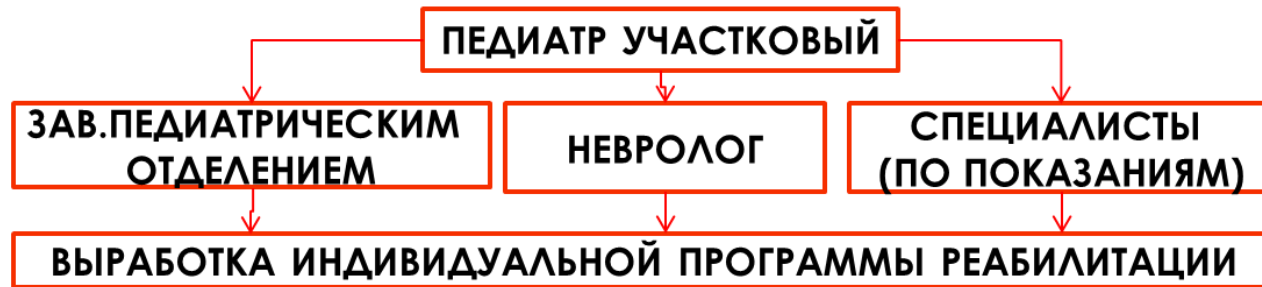 ПЕДИАТР УЧАСТКОВЫЙ
ЗАВ.ПЕДИАТРИЧЕСКИМ
ОТДЕЛЕНИЕМ
НЕВРОЛОГ
СПЕЦИАЛИСТЫ
(ПО ПОКАЗАНИЯМ)
ВЫРАБОТКА ИНДИВИДУАЛЬНОЙ ПРОГРАММЫ РЕАБИЛИТАЦИИ